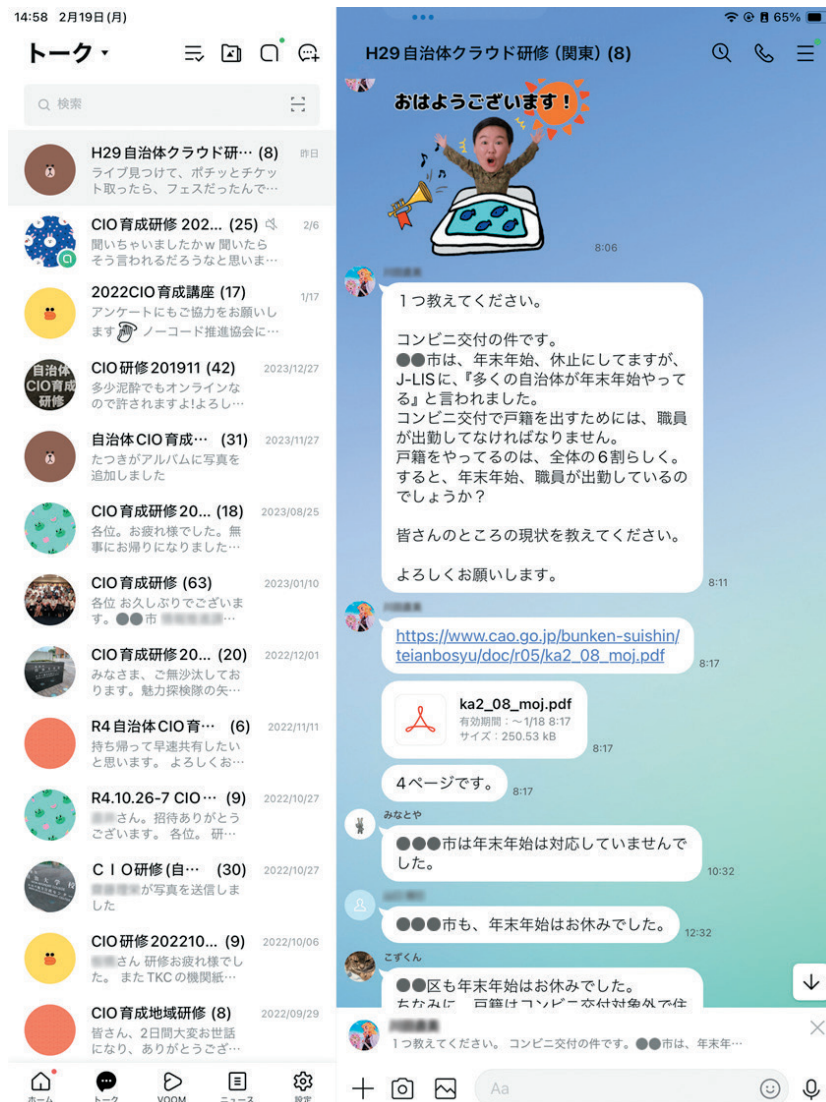 14:58 2月19日(月)
65%
トーク
検索
H29自治体クラウド研… (8) 昨日
ライブ見つけて、ポチッとチケッ
ト取ったら、フェスだったんで…
CIO育成研修 202... (25) 2/6
聞いちゃいましたかw 聞いたら
そう言われるだろうなと思いま…
2022CIO育成講座 (17) 1/17
アンケートにもご協力をお願いし
ます ノーコード推進協会に…
自治体
CIO育成
研修
CIO研修201911 (42) 2023/12/27
多少泥酔でもオンラインな
ので許されますよ!よろし…
自治体CIO育成… (31) 2023/11/27
たつきがアルバムに写真を
追加しました
CIO育成研修20... (18) 2023/08/25
各位。お疲れ様でした。無
事にお帰りになりました…
CIO育成研修 (63) 2023/01/10
各位 お久しぶりでございま
す。●●市
CIO育成研修20... (20) 2022/12/01
みなさま、ご無沙汰してお
ります。魅力探検隊の矢…
R4自治体CIO育… (6) 2022/11/11
持ち帰って早速共有したい
と思います。 よろしくお…
R4.10.26-7 CIO… (9) 2022/10/27
さん。招待ありがとう
ございます。 各位。 研…
CIO研修(自… (30) 2022/10/27
が写真を送信しま
した
CIO研修202210... (9) 2022/10/06
さん 研修お疲れ様でし
た。 またTKCの機関紙…
CIO育成地域研修 (8) 2022/09/29
皆さん、2日間大変お世話
になり、ありがとうござ…
ホーム
トーク
VOOM
ニュース
設定
H29自治体クラウド研修(関東)(8)
おはようございます!
8:06
1つ教えてください。
コンビニ交付の件です。
●●市は、年末年始、休止にしてますが、
J-LISに、『多くの自治体が年末年始やって
る』と言われました。
コンビニ交付で戸籍を出すためには、職員
が出勤してなければなりません。
戸籍をやってるのは、全体の6割らしく。
すると、年末年始、職員が出勤しているの
でしょうか?
皆さんのところの現状を教えてください。
よろしくお願いします。
8:11
https://www.cao.go.jp/bunken-suishin/
teianbosyu/doc/r05/ka2_08_moj.pdf
8:17
ka2_08_moj.pdf
有効期間:~1/18 8:17
サイズ:250.53 kB
8:17
4ページです。
8:17
みなとや
●●●市は年末年始は対応していませんで
した。
10:32
●●●市も、年末年始はお休みでした。
12:32
こずくん
●●区も年末年始はお休みでした。
ちなみに、戸籍はコンビニ交付対象外で住
1つ教えてください。 コンビニ交付の件です。●●市は、年末年…
Aa